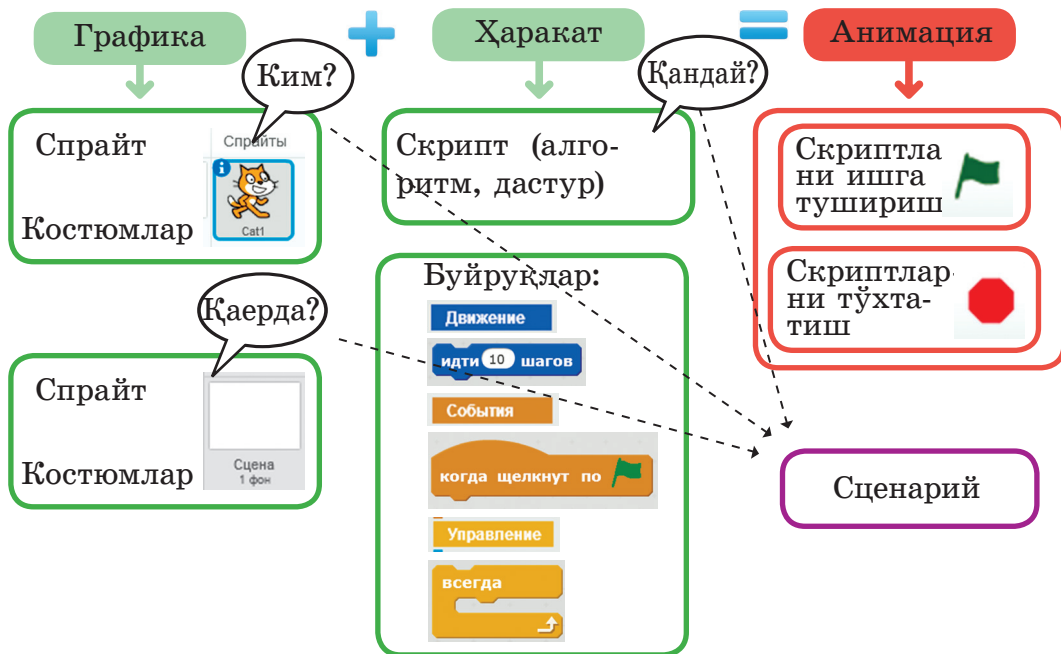 Графика
+
Ҳаракат
=
Анимация
Ким?
Қандай?
Спрайт
Спрайты
Cat1
Костюмлар
Скрипт (алго-
ритм, дастур)
Скриптла
ни ишга
тушириш
Скриптлар-
ни тўхта-
тиш
Қаерда?
Спрайт
Костюмлар
Сцена
1 фон
Буйруқлар:
Движение
идти 10 шагов
События
когда щелкнут по
Управление
всегда
Сценарий